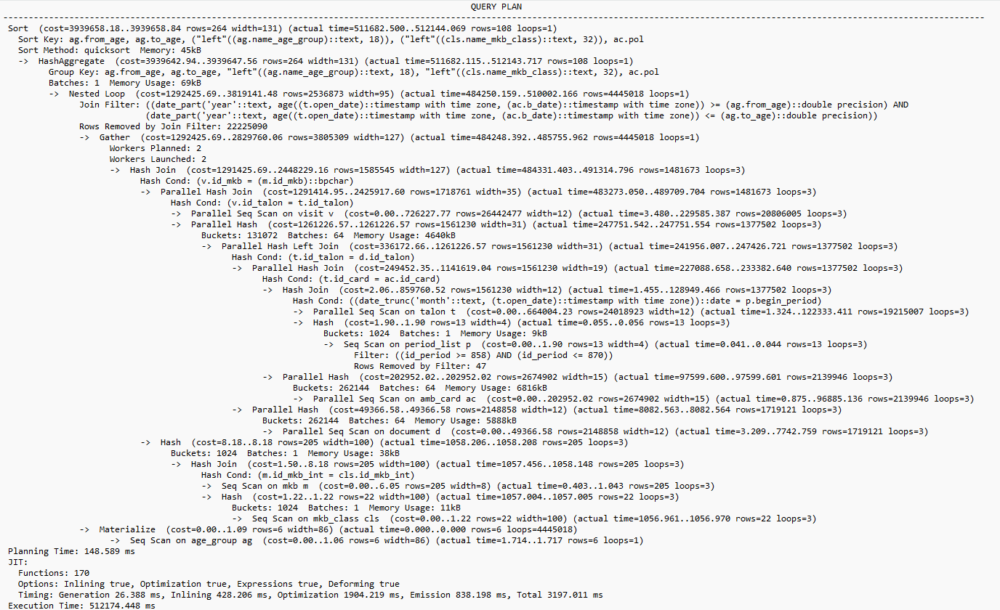 QUERY PLAN
----------------------------------------------------------------------------------------------------------------------------------------------------------------------------------------------------
Sort  (cost=3939658.18..3939658.84 rows=264 width=131) (actual time=511682.500..512144.069 rows=108 loops=1)
  Sort Key: ag.from_age, ag.to_age, ("left"((ag.name_age_group)::text, 18)), ("left"((cls.name_mkb_class)::text, 32)), ac.pol
  Sort Method: quicksort  Memory: 45kB
  ->  HashAggregate  (cost=3939642.94..3939647.56 rows=264 width=131) (actual time=511682.115..512143.717 rows=108 loops=1)
        Group Key: ag.from_age, ag.to_age, "left"((ag.name_age_group)::text, 18), "left"((cls.name_mkb_class)::text, 32), ac.pol
        Batches: 1  Memory Usage: 69kB
        ->  Nested Loop  (cost=1292425.69..3819141.48 rows=2536873 width=95) (actual time=484250.159..510002.166 rows=4445018 loops=1)
              Join Filter: ((date_part('year'::text, age((t.open_date)::timestamp with time zone, (ac.b_date)::timestamp with time zone)) >= (ag.from_age)::double precision) AND
                           (date_part('year'::text, age((t.open_date)::timestamp with time zone, (ac.b_date)::timestamp with time zone)) <= (ag.to_age)::double precision))
              Rows Removed by Join Filter: 22225090
              ->  Gather  (cost=1292425.69..2829760.06 rows=3805309 width=127) (actual time=484248.392..485755.962 rows=4445018 loops=1)
                    Workers Planned: 2
                    Workers Launched: 2
                    ->  Hash Join  (cost=1291425.69..2448229.16 rows=1585545 width=127) (actual time=484331.403..491314.796 rows=1481673 loops=3)
                          Hash Cond: (v.id_mkb = (m.id_mkb)::bpchar)
                          ->  Parallel Hash Join  (cost=1291414.95..2425917.60 rows=1718761 width=35) (actual time=483273.050..489709.704 rows=1481673 loops=3)
                                Hash Cond: (v.id_talon = t.id_talon)
                                ->  Parallel Seq Scan on visit v  (cost=0.00..726227.77 rows=26442477 width=12) (actual time=3.480..229585.387 rows=20806005 loops=3)
                                ->  Parallel Hash  (cost=1261226.57..1261226.57 rows=1561230 width=31) (actual time=247751.542..247751.554 rows=1377502 loops=3)
                                      Buckets: 131072  Batches: 64  Memory Usage: 4640kB
                                      ->  Parallel Hash Left Join  (cost=336172.66..1261226.57 rows=1561230 width=31) (actual time=241956.007..247426.721 rows=1377502 loops=3)
                                            Hash Cond: (t.id_talon = d.id_talon)
                                            ->  Parallel Hash Join  (cost=249452.35..1141619.04 rows=1561230 width=19) (actual time=227088.658..233382.640 rows=1377502 loops=3)
                                                  Hash Cond: (t.id_card = ac.id_card)
                                                  ->  Hash Join  (cost=2.06..859760.52 rows=1561230 width=12) (actual time=1.455..128949.466 rows=1377502 loops=3)
                                                        Hash Cond: ((date_trunc('month'::text, (t.open_date)::timestamp with time zone))::date = p.begin_period)
                                                        ->  Parallel Seq Scan on talon t  (cost=0.00..664004.23 rows=24018923 width=12) (actual time=1.324..122333.411 rows=19215007 loops=3)
                                                        ->  Hash  (cost=1.90..1.90 rows=13 width=4) (actual time=0.055..0.056 rows=13 loops=3)
                                                              Buckets: 1024  Batches: 1  Memory Usage: 9kB
                                                              ->  Seq Scan on period_list p  (cost=0.00..1.90 rows=13 width=4) (actual time=0.041..0.044 rows=13 loops=3)
                                                                    Filter: ((id_period >= 858) AND (id_period <= 870))
                                                                    Rows Removed by Filter: 47
                                                  ->  Parallel Hash  (cost=202952.02..202952.02 rows=2674902 width=15) (actual time=97599.600..97599.601 rows=2139946 loops=3)
                                                        Buckets: 262144  Batches: 64  Memory Usage: 6816kB
                                                        ->  Parallel Seq Scan on amb_card ac  (cost=0.00..202952.02 rows=2674902 width=15) (actual time=0.875..96885.136 rows=2139946 loops=3)
                                            ->  Parallel Hash  (cost=49366.58..49366.58 rows=2148858 width=12) (actual time=8082.563..8082.564 rows=1719121 loops=3)
                                                  Buckets: 262144  Batches: 64  Memory Usage: 5888kB
                                                  ->  Parallel Seq Scan on document d  (cost=0.00..49366.58 rows=2148858 width=12) (actual time=3.209..7742.759 rows=1719121 loops=3)
                          ->  Hash  (cost=8.18..8.18 rows=205 width=100) (actual time=1058.206..1058.208 rows=205 loops=3)
                                Buckets: 1024  Batches: 1  Memory Usage: 38kB
                                ->  Hash Join  (cost=1.50..8.18 rows=205 width=100) (actual time=1057.456..1058.148 rows=205 loops=3)
                                      Hash Cond: (m.id_mkb_int = cls.id_mkb_int)
                                      ->  Seq Scan on mkb m  (cost=0.00..6.05 rows=205 width=8) (actual time=0.403..1.043 rows=205 loops=3)
                                      ->  Hash  (cost=1.22..1.22 rows=22 width=100) (actual time=1057.004..1057.005 rows=22 loops=3)
                                            Buckets: 1024  Batches: 1  Memory Usage: 11kB
                                            ->  Seq Scan on mkb_class cls  (cost=0.00..1.22 rows=22 width=100) (actual time=1056.961..1056.970 rows=22 loops=3)
              ->  Materialize  (cost=0.00..1.09 rows=6 width=86) (actual time=0.000..0.000 rows=6 loops=4445018)
                    ->  Seq Scan on age_group ag  (cost=0.00..1.06 rows=6 width=86) (actual time=1.714..1.717 rows=6 loops=1)
Planning Time: 148.589 ms
JIT:
  Functions: 170
  Options: Inlining true, Optimization true, Expressions true, Deforming true
  Timing: Generation 26.388 ms, Inlining 428.206 ms, Optimization 1904.219 ms, Emission 838.198 ms, Total 3197.011 ms
Execution Time: 512174.448 ms